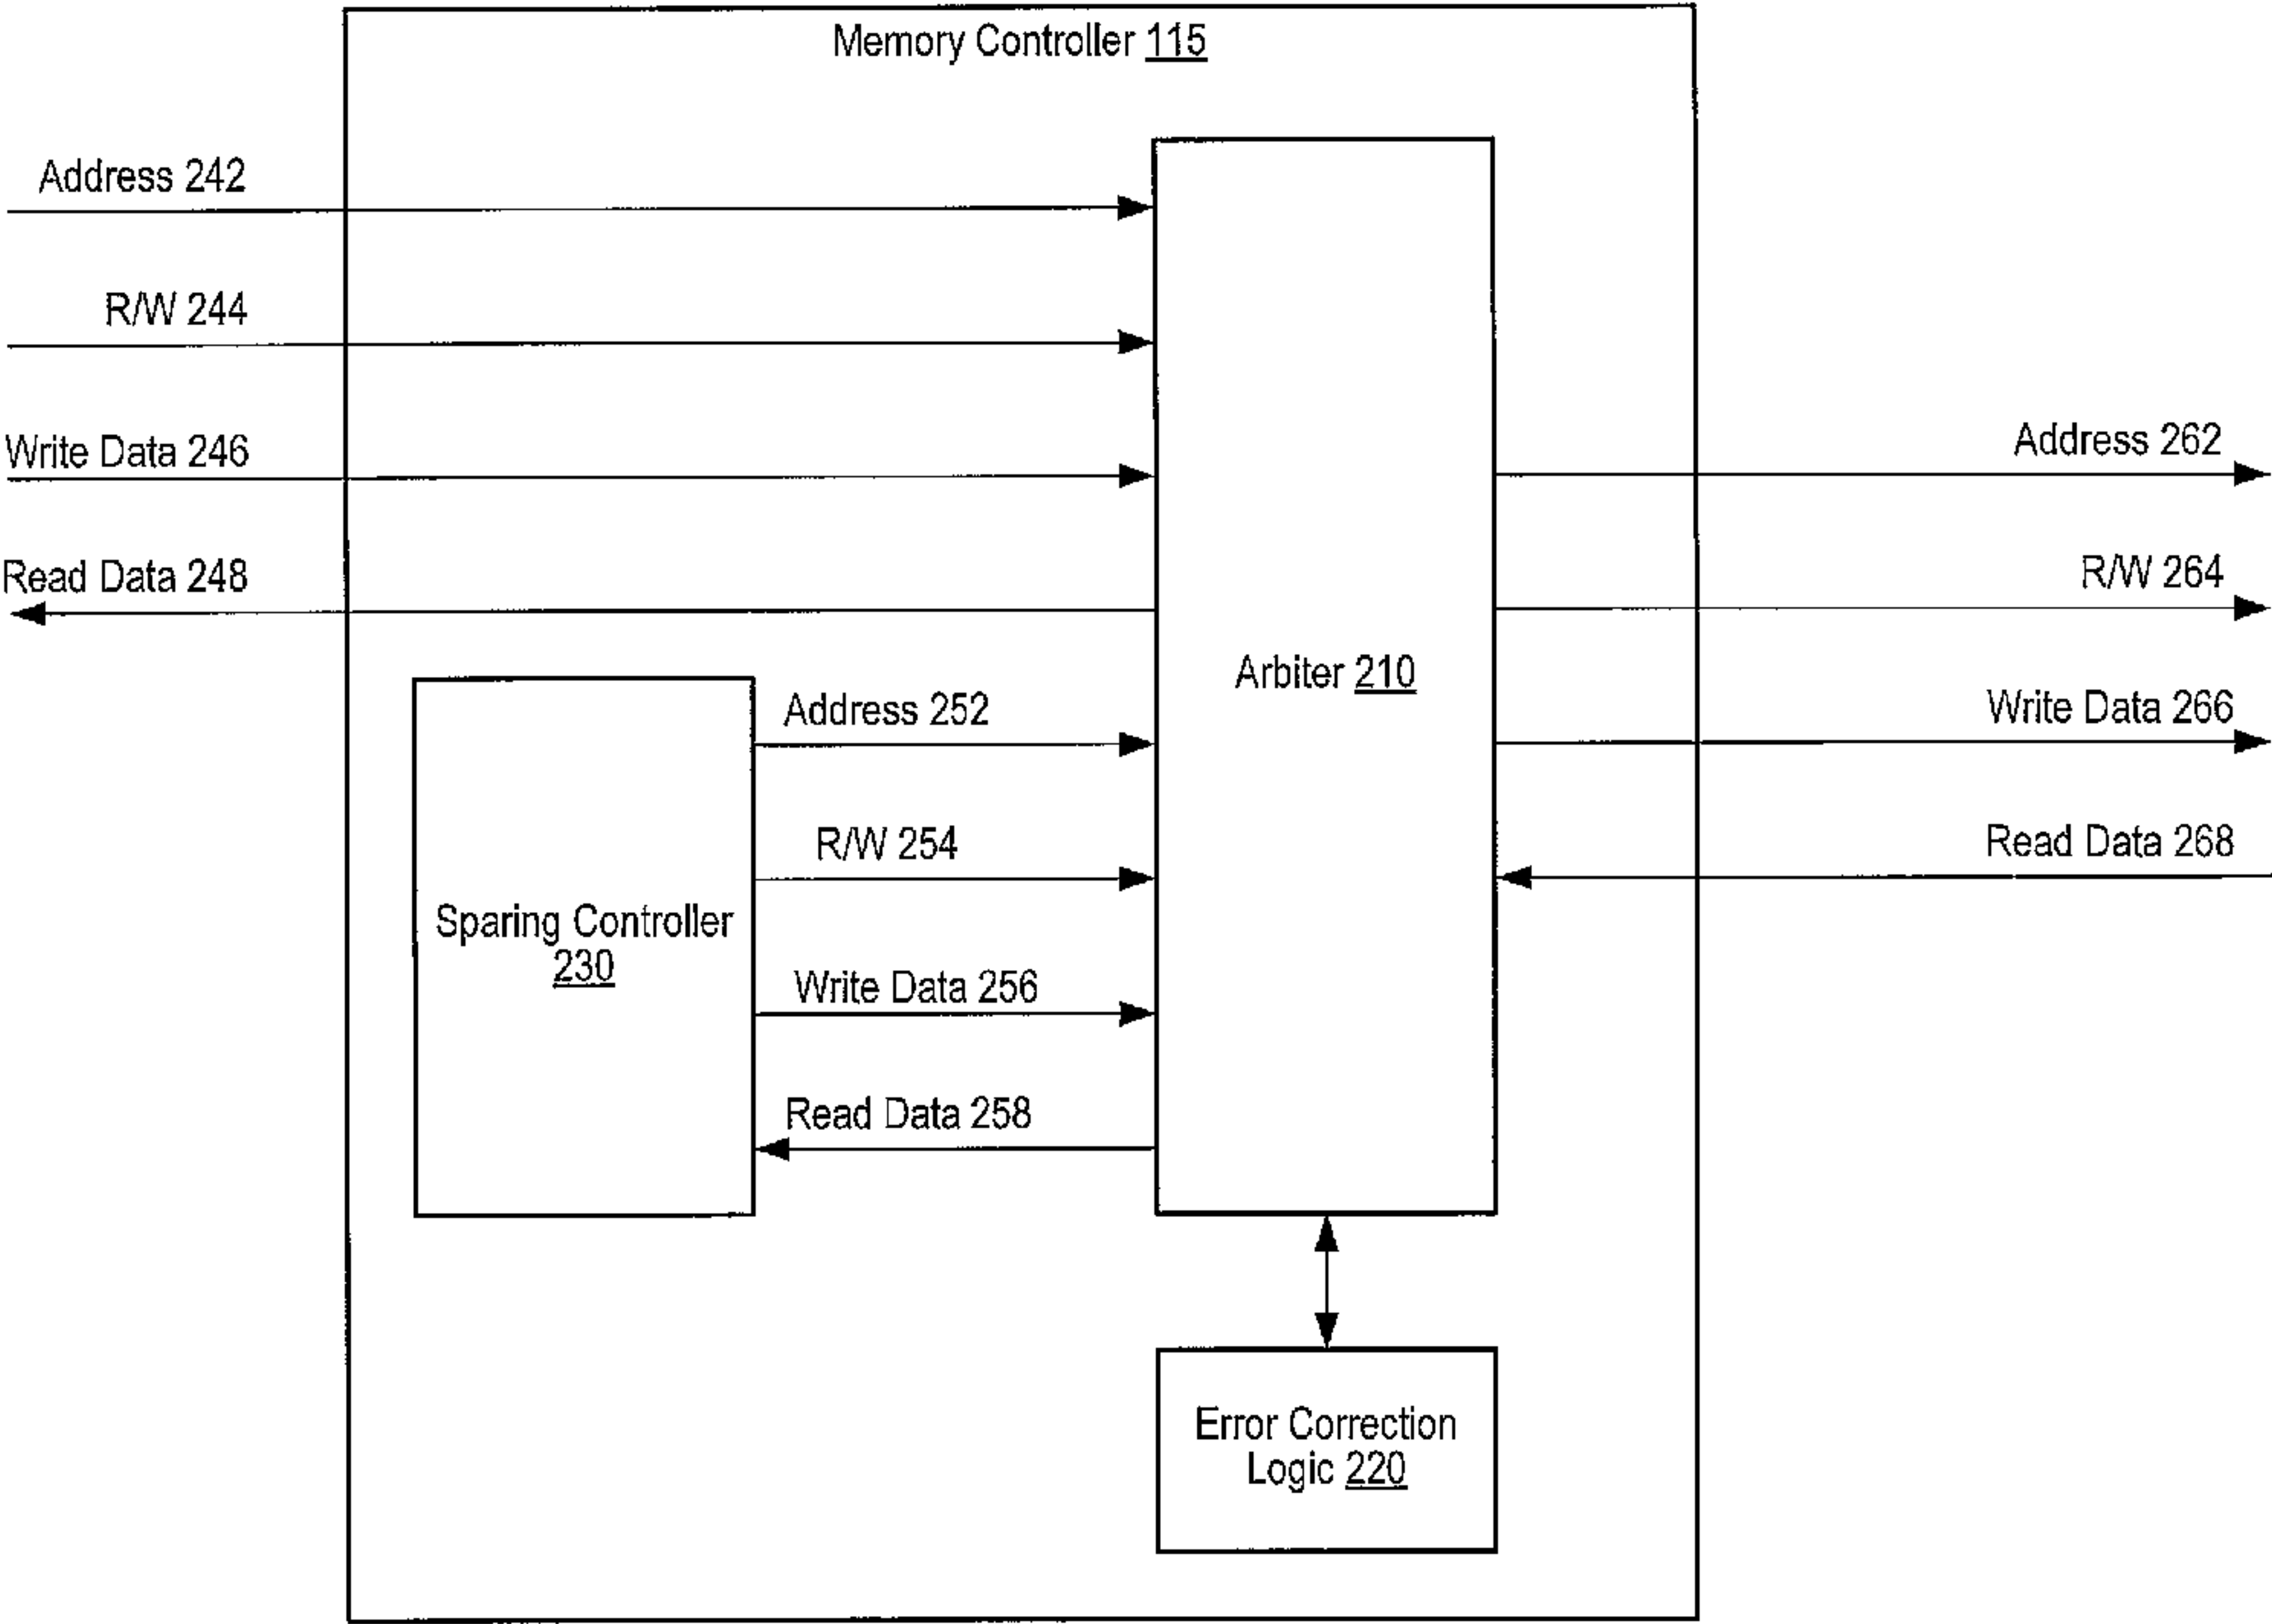 Memory Controller 115
Address 242
R/W 244
Write Data 246
Read Data 248
Address 262
R/W 264
Write Data 266
Read Data 268
Arbiter 210
Address 252
R/W 254
Write Data 256
Read Data 258
Sparing Controller
230
Error Correction
Logic 220